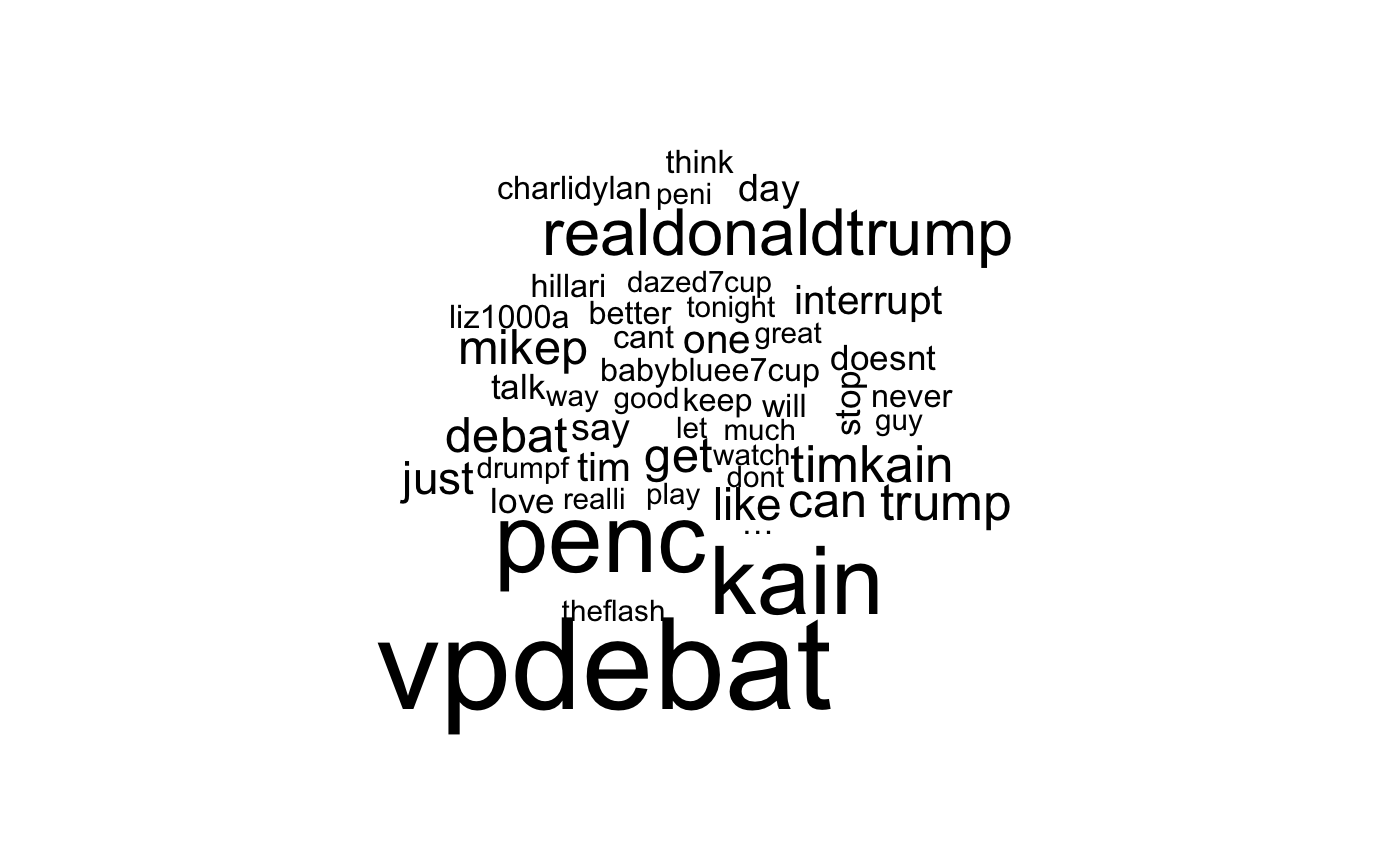 think
charlidylan peni day
realdonaldtrump
hillari dazed7cup
liz1000a better tonight interrupt
mikep cant one great
babybluee7cup doesnt
talk way good keep will stop never
debat say let much guy
just drumpf tim get watch timkain
dont
love realli play like can trump
...
penc kain
theflash
vpdebat